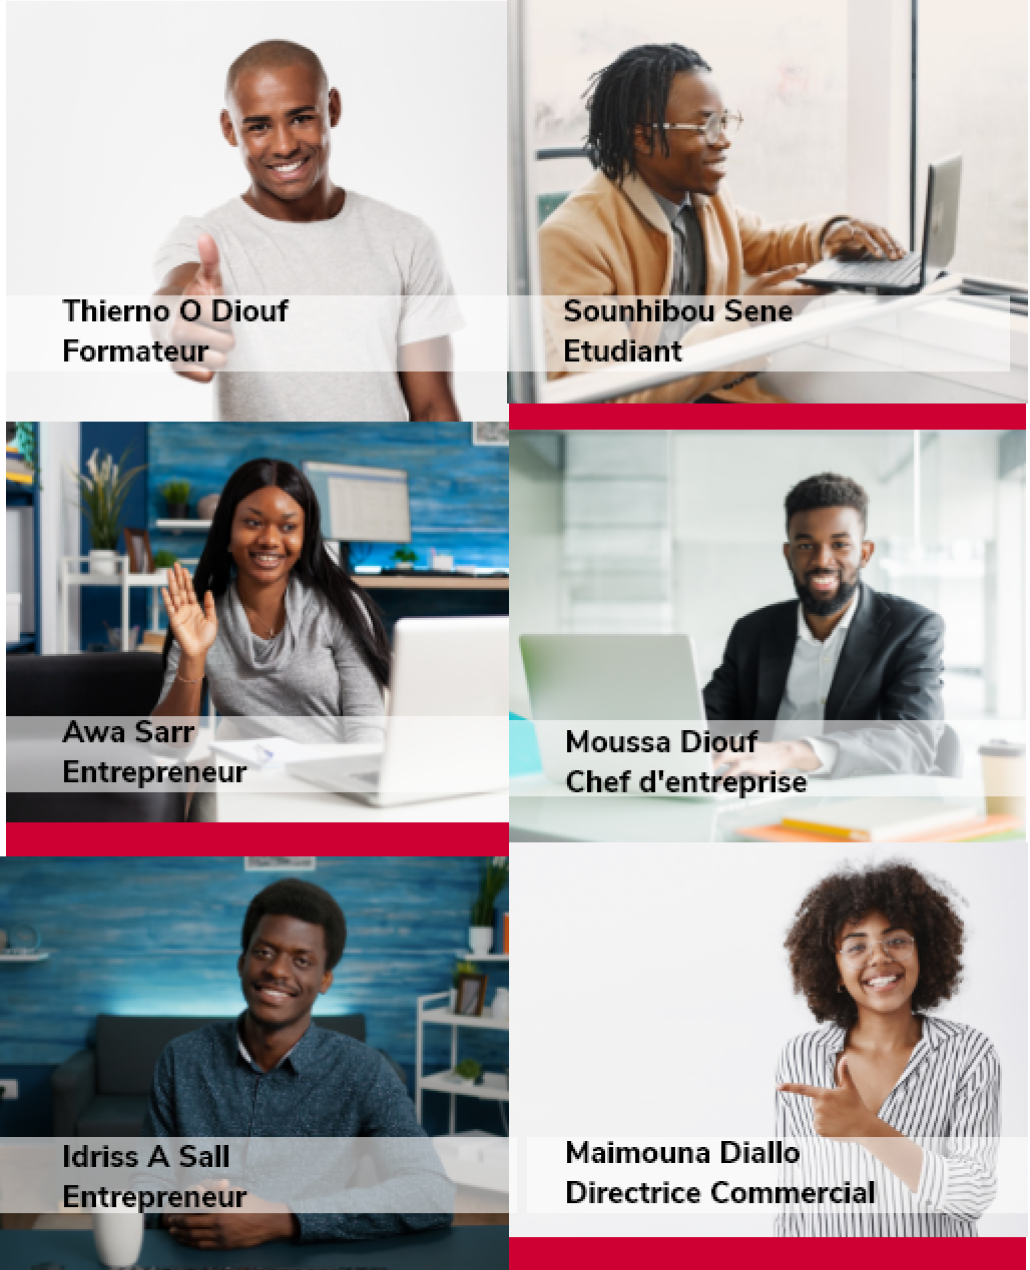 Thierno O Diouf
Formateur
Sounhibou Sene
Etudiant
Awa Sarr
Entrepreneur
Moussa Diouf
Chef d'entreprise
Idriss A Sall
Entrepreneur
Maimouna Diallo
Directrice Commercial